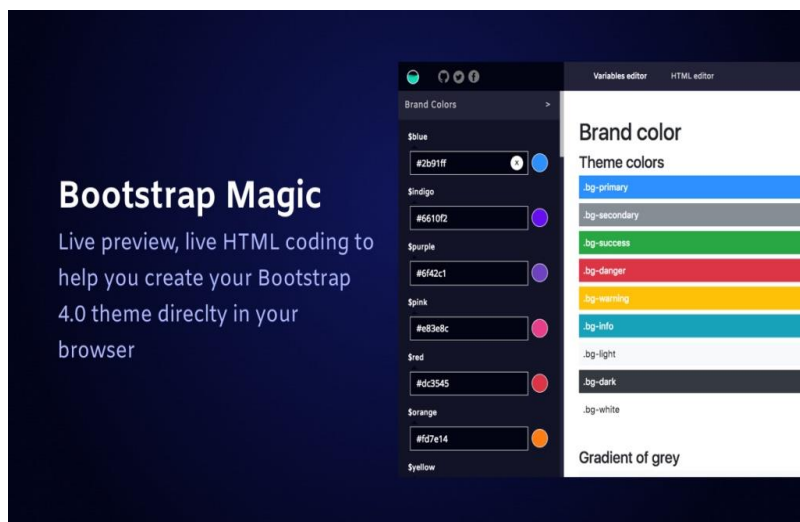 Bootstrap Magic
Live preview, live HTML coding to
help you create your Bootstrap
4.0 theme direclty in your
browser
Variables editor
HTML editor
Brand Colors >
$blue
#2b91ff x
$indigo
#6610f2
$purple
#6f42c1
$pink
#e83e8c
$red
#dc3545
$orange
#fd7e14
$yellow
Brand color
Theme colors
.bg-primary
.bg-secondary
.bg-success
.bg-danger
.bg-warning
.bg-info
.bg-light
.bg-dark
.bg-white
Gradient of grey